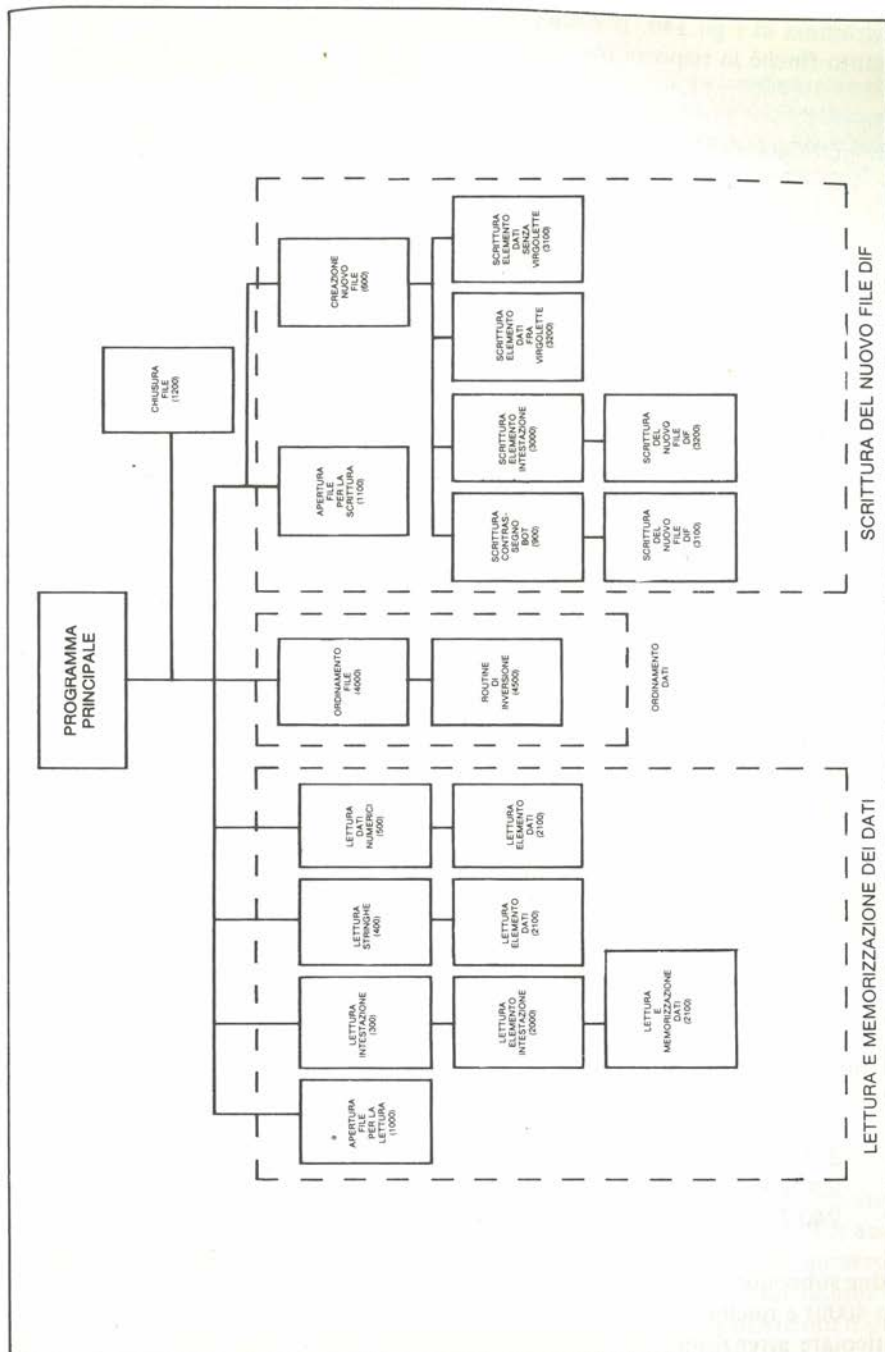 PROGRAMMA
PRINCIPALE
CHIUSURA
FILE
(1200)
APERTURA
FILE
PER LA
LETTURA
(1000)
LETTURA
INTESTAZIONE
(300)
LETTURA
STRINGHE
(400)
LETTURA
DATI
NUMERICI
(500)
LETTURA
ELEMENTO
INTESTAZIONE
(2000)
LETTURA
ELEMENTO
DATI
(2100)
LETTURA
ELEMENTO
DATI
(2100)
LETTURA
E
MEMORIZZAZIONE
DATI
(2100)
LETTURA E MEMORIZZAZIONE DEI DATI
ORDINAMENTO
FILE
(4000)
ROUTINE
DI
INVERSIONE
(4500)
ORDINAMENTO
DATI
APERTURA
FILE
PER LA
SCRITTURA
(1100)
CREAZIONE
NUOVO
FILE
(600)
SCRITTURA
CONTRAS-
SEGNO
BOT
(900)
SCRITTURA
ELEMENTO
INTESTAZIONE
(3000)
SCRITTURA
ELEMENTO
DATI
FRA
VIRGOLETTE
(3200)
SCRITTURA
ELEMENTO
DATI
SENZA
VIRGOLETTE
(3100)
SCRITTURA
DEL
NUOVO
FILE
DIF
(3100)
SCRITTURA
DEL
NUOVO
FILE
DIF
(3200)
SCRITTURA DEL NUOVO FILE DIF